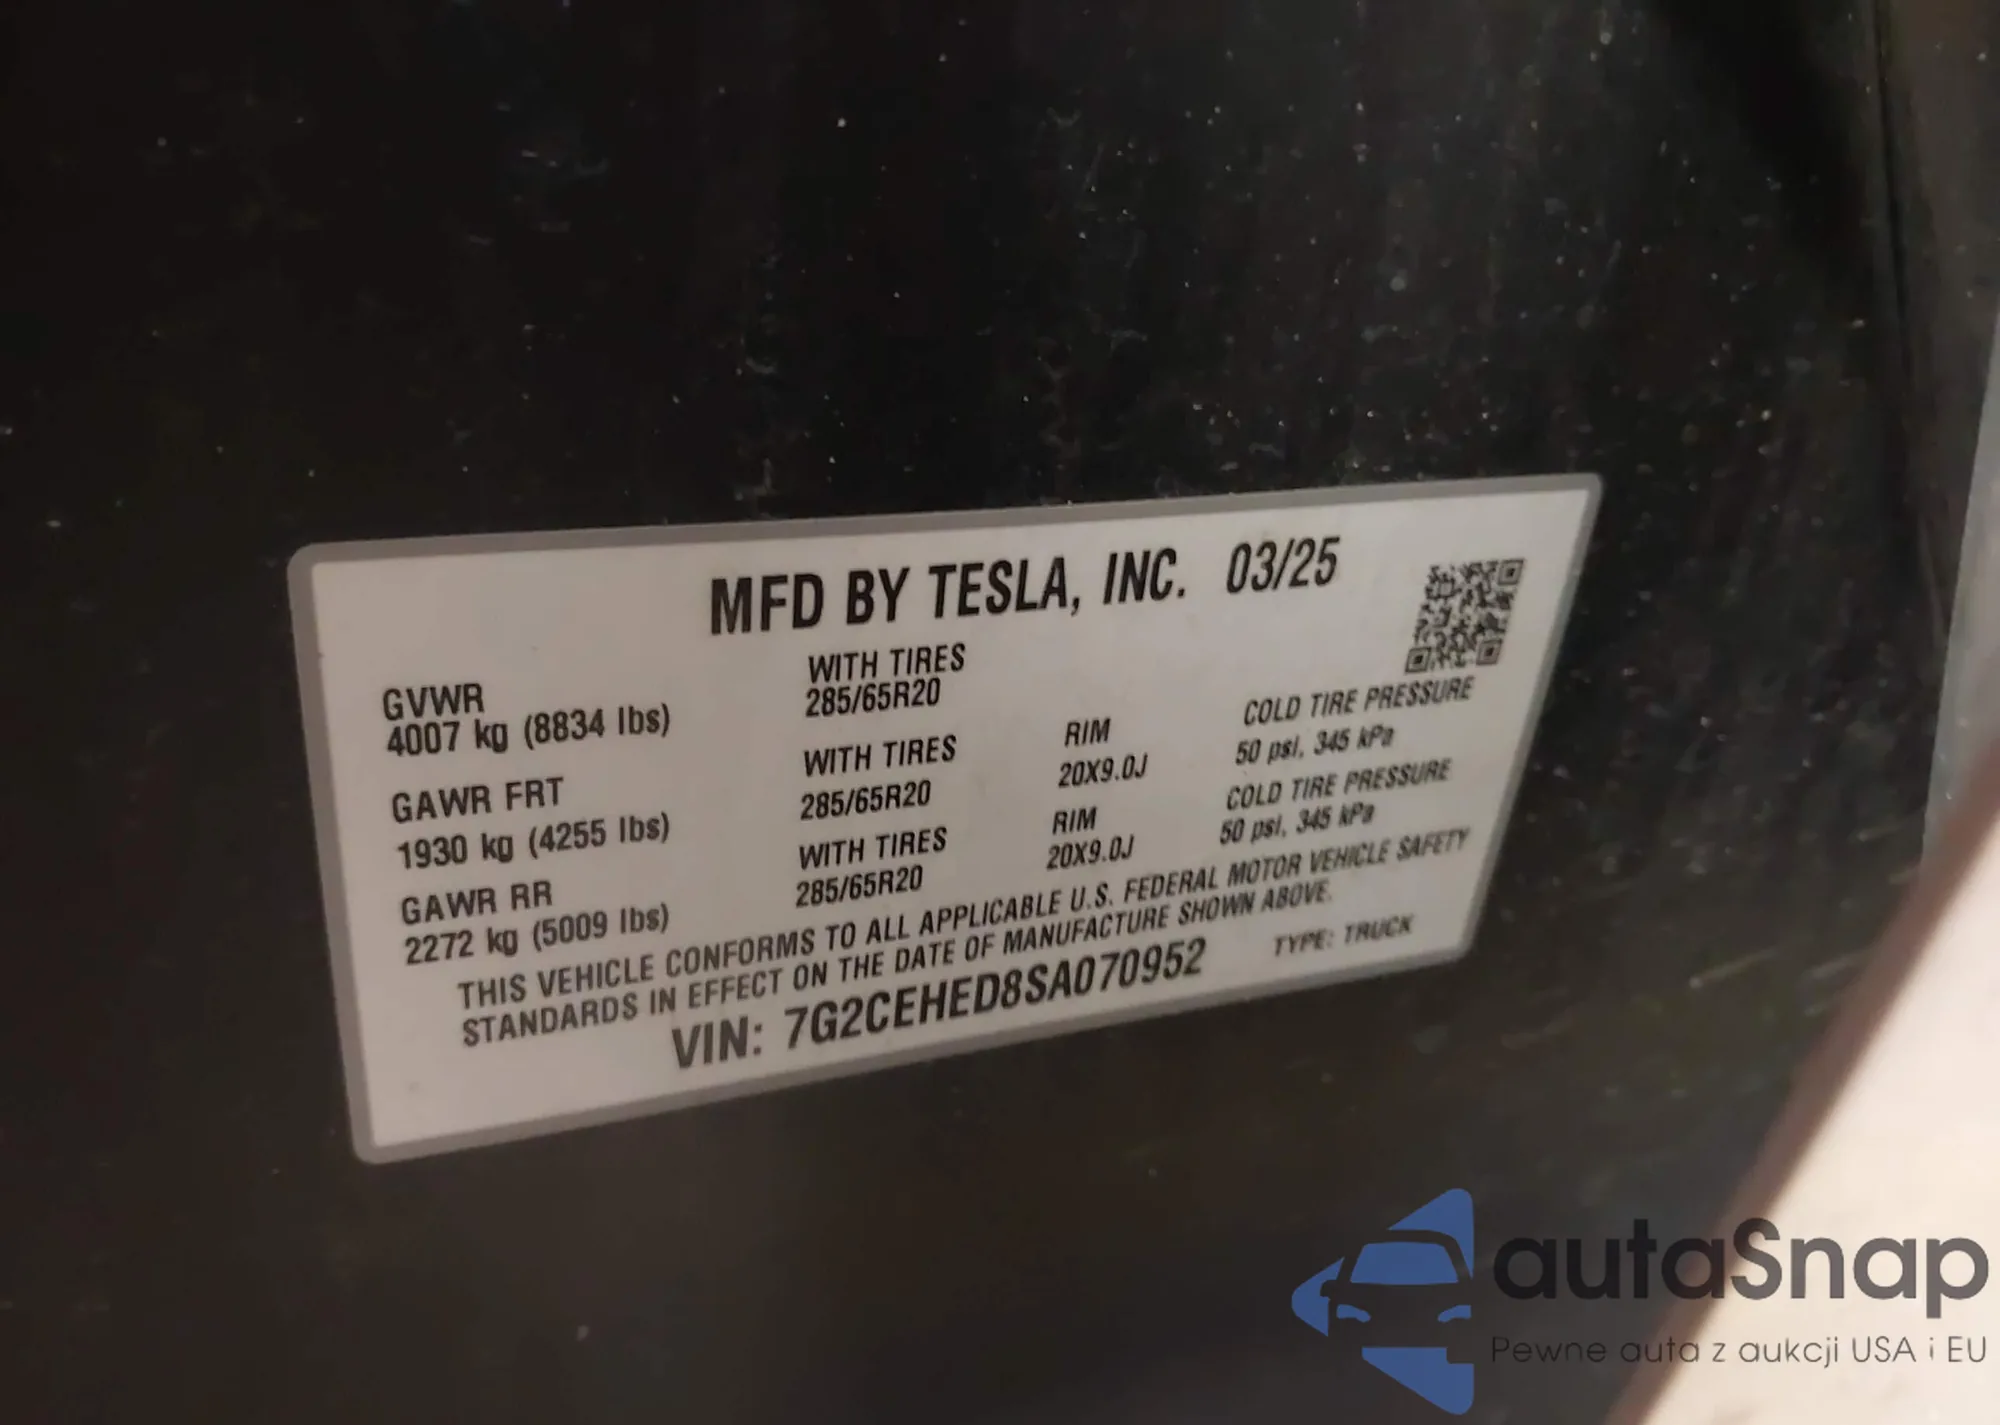 MFD BY TESLA, INC. 03/25
GVWR
4007 kg (8834 lbs)
WITH TIRES
285/65R20
GAWR FRT
1930 kg (4255 lbs)
WITH TIRES
285/65R20
RIM
20X9.0J
COLD TIRE PRESSURE
50 psi, 345 kPa
GAWR RR
2272 kg (5009 lbs)
WITH TIRES
285/65R20
RIM
20X9.0J
COLD TIRE PRESSURE
50 psi, 345 kPa
THIS VEHICLE CONFORMS TO ALL APPLICABLE U.S. FEDERAL MOTOR VEHICLE SAFETY
STANDARDS IN EFFECT ON THE DATE OF MANUFACTURE SHOWN ABOVE.
VIN: 7G2CEHED8SA070952
TYPE: TRUCK
autaSnap
Pewne auta z aukcji USA i EU